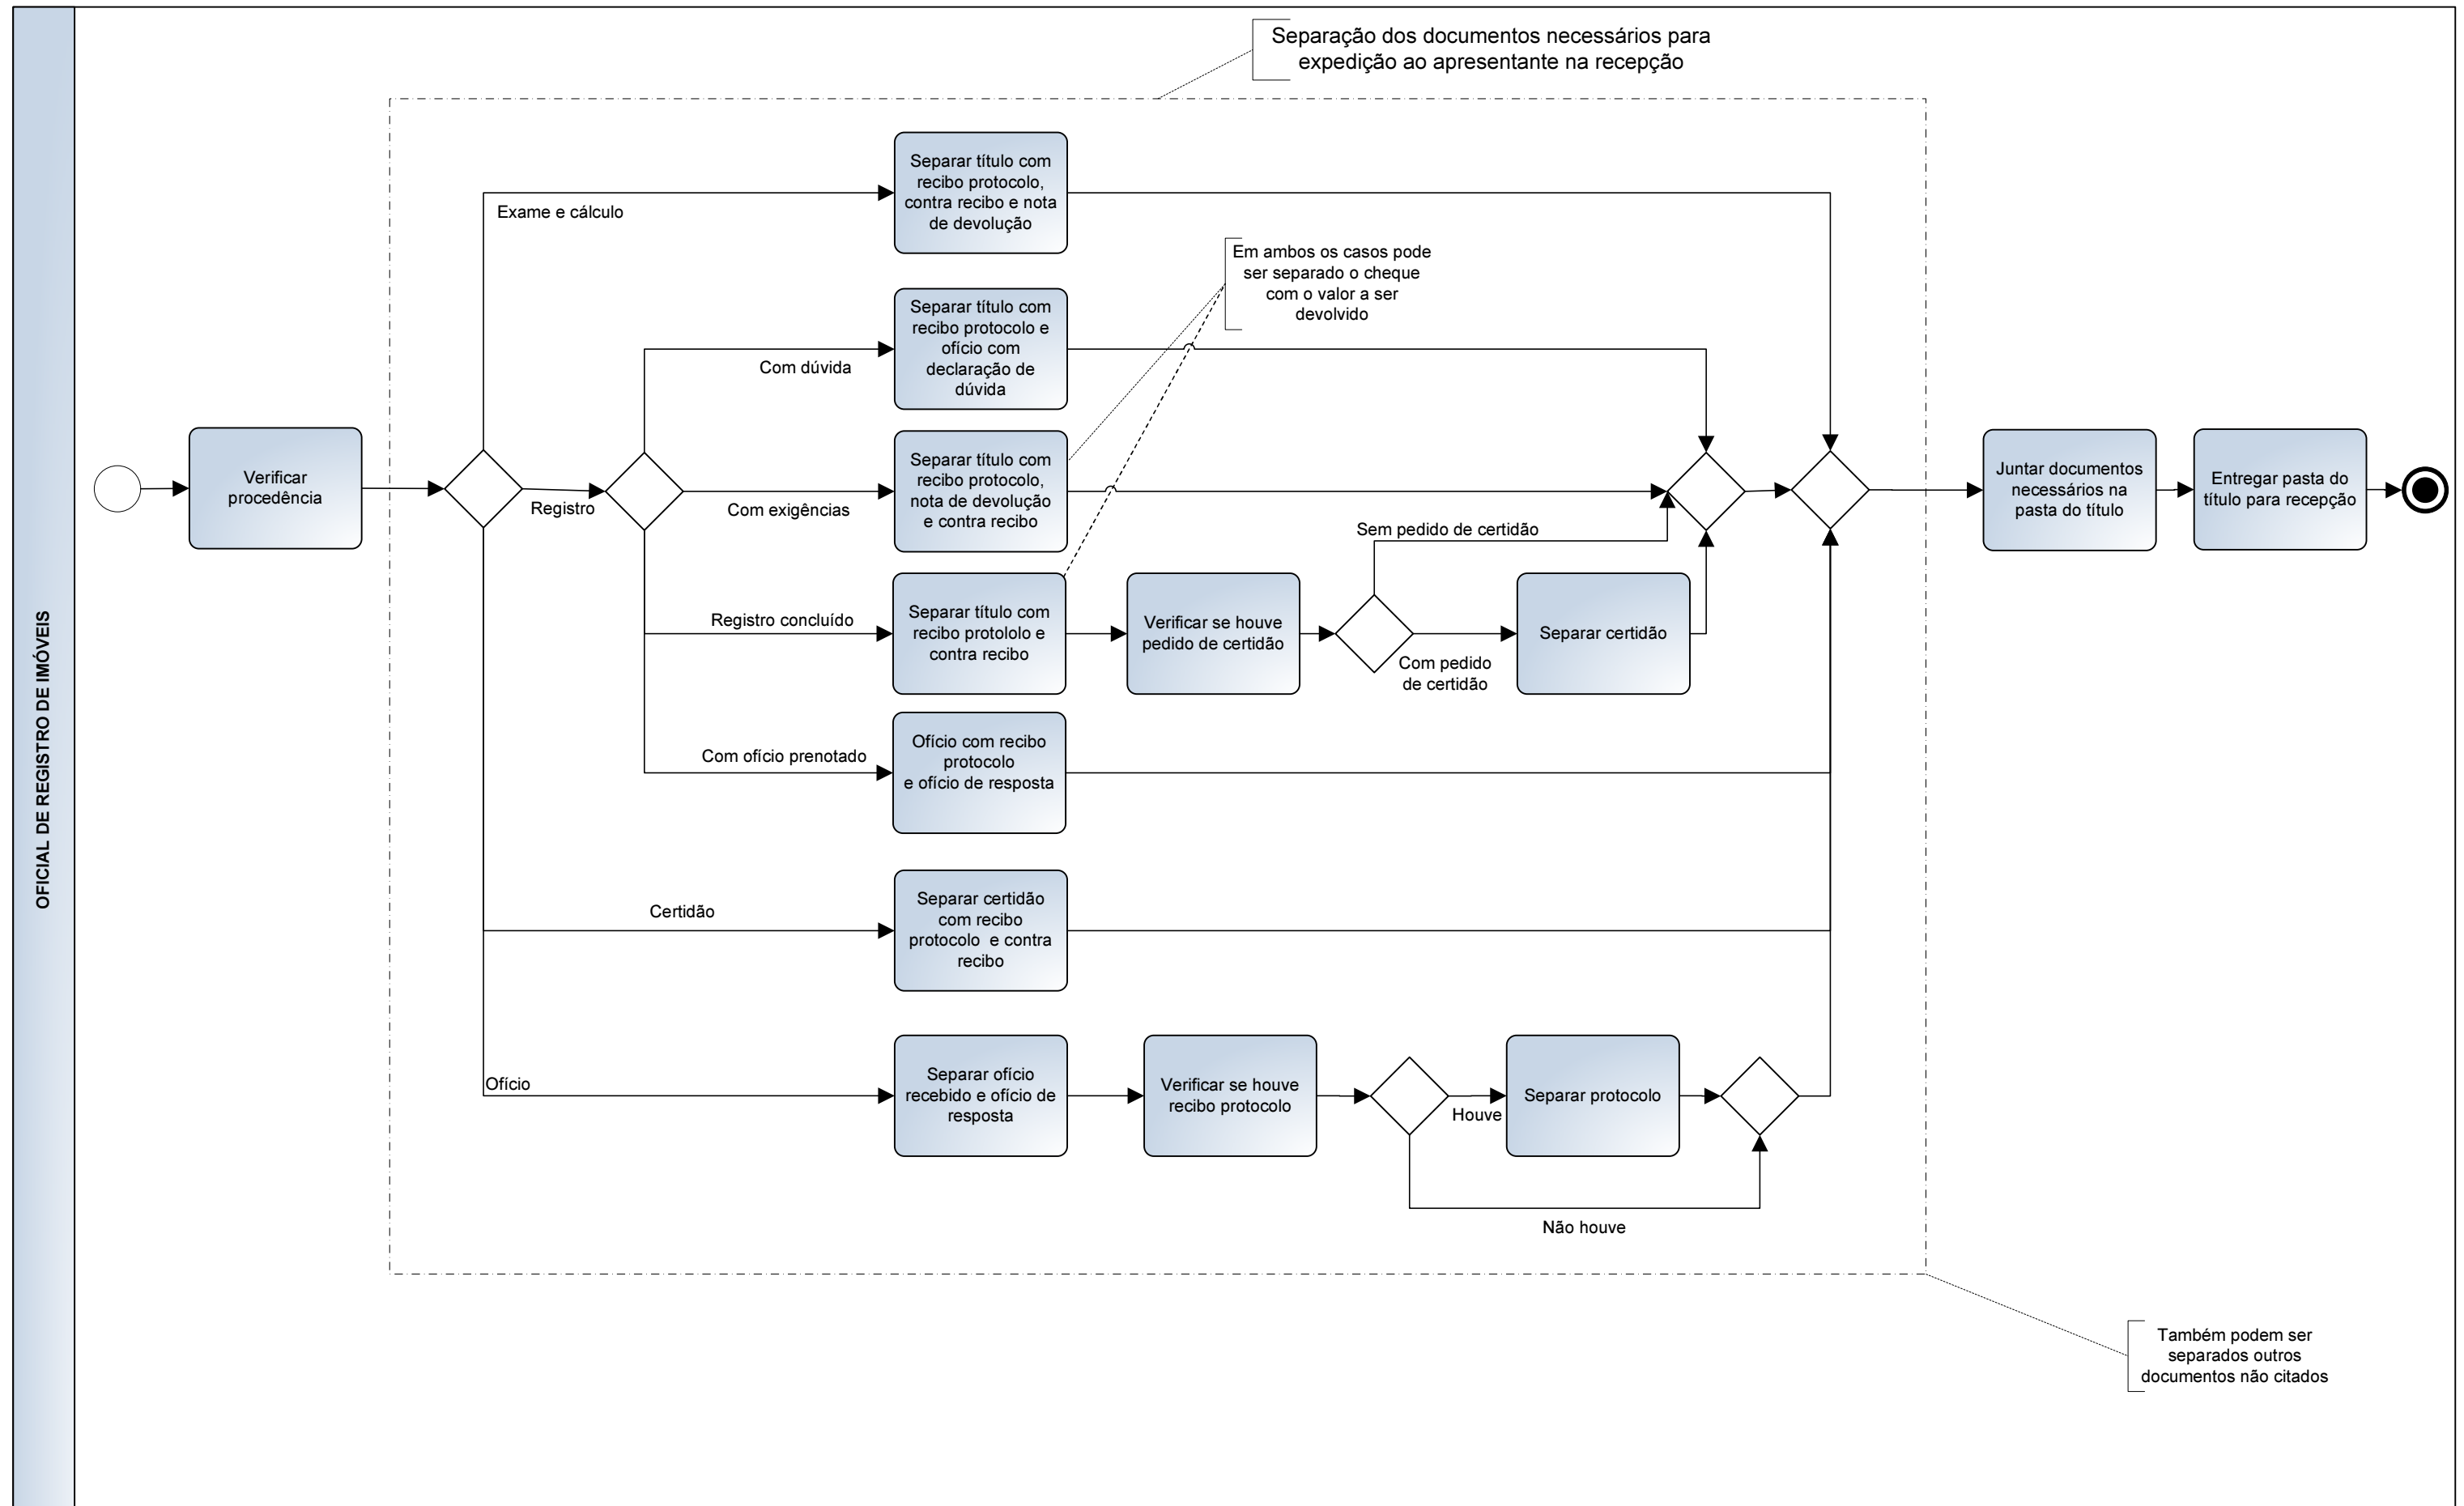 OFICIAL DE REGISTRO DE IMÓVEIS
Separação dos documentos necessários para
expedição ao apresentante na recepção
Separar título com
recibo protocolo,
contra recibo e nota
de devolução
Exame e cálculo
Em ambos os casos pode
ser separado o cheque
com o valor a ser
devolvido
Separar título com
recibo protocolo e
ofício com
declaração de
dúvida
Com dúvida
Verificar
procedência
Registro
Com exigências
Separar título com
recibo protocolo,
nota de devolução
e contra recibo
Juntar documentos
necessários na
pasta do título
Entregar pasta do
título para recepção
Sem pedido de certidão
Registro concluído
Separar título com
recibo protololo e
contra recibo
Verificar se houve
pedido de certidão
Com pedido
de certidão
Separar certidão
Com ofício prenotado
Ofício com recibo
protocolo
e ofício de resposta
Certidão
Separar certidão
com recibo
protocolo  e contra
recibo
Ofício
Separar ofício
recebido e ofício de
resposta
Verificar se houve
recibo protocolo
Houve
Separar protocolo
Não houve
Também podem ser
separados outros
documentos não citados